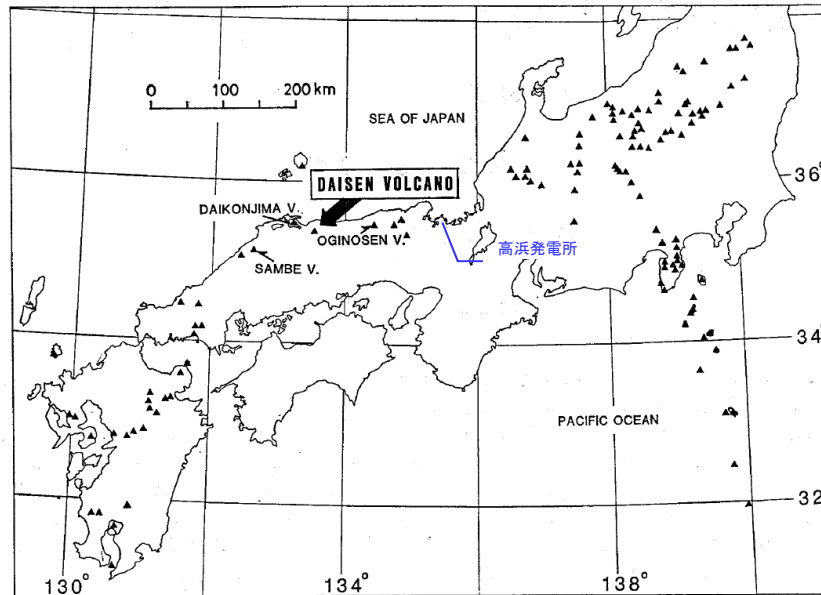 0 100 200 km
SEA OF JAPAN
36°
DAISEN VOLCANO
DAIKONJIMA V.
OGINOSEN V.
高浜発電所
SAMBE V.
34°
PACIFIC OCEAN
32
130° 134° 138°